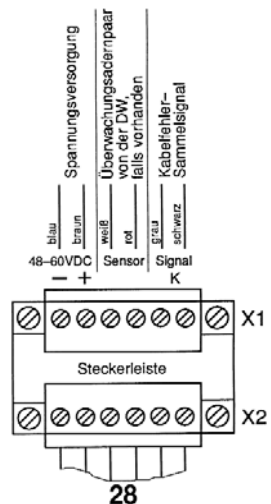 Spannungsversorgung
Überwachungsadernpaar
von der DW,
falls vorhanden
Kabelfehler–
Sammelsignal
blau
braun
weiß
rot
grau
schwarz
48–60VDC Sensor Signal
– + K
X1
Steckerleiste
X2
28